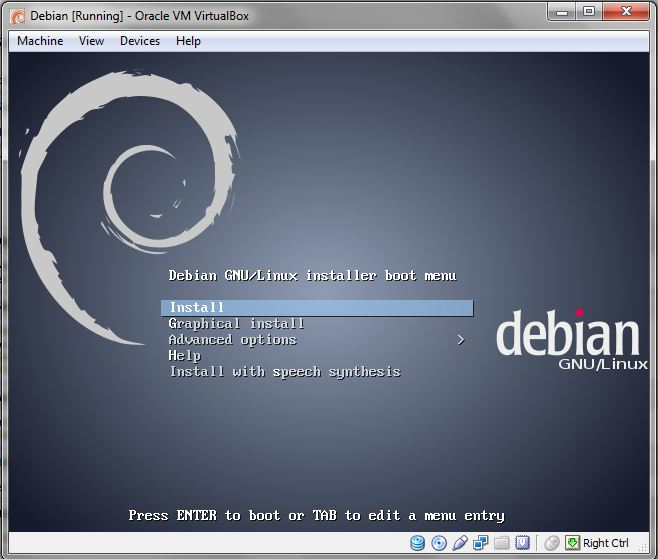 Debian [Running] - Oracle VM VirtualBox
Machine View Devices Help
Debian GNU/Linux installer boot menu
Install
Graphical install
Advanced options >
Help
Install with speech synthesis
debian
GNU/Linux
Press ENTER to boot or TAB to edit a menu entry
Right Ctrl